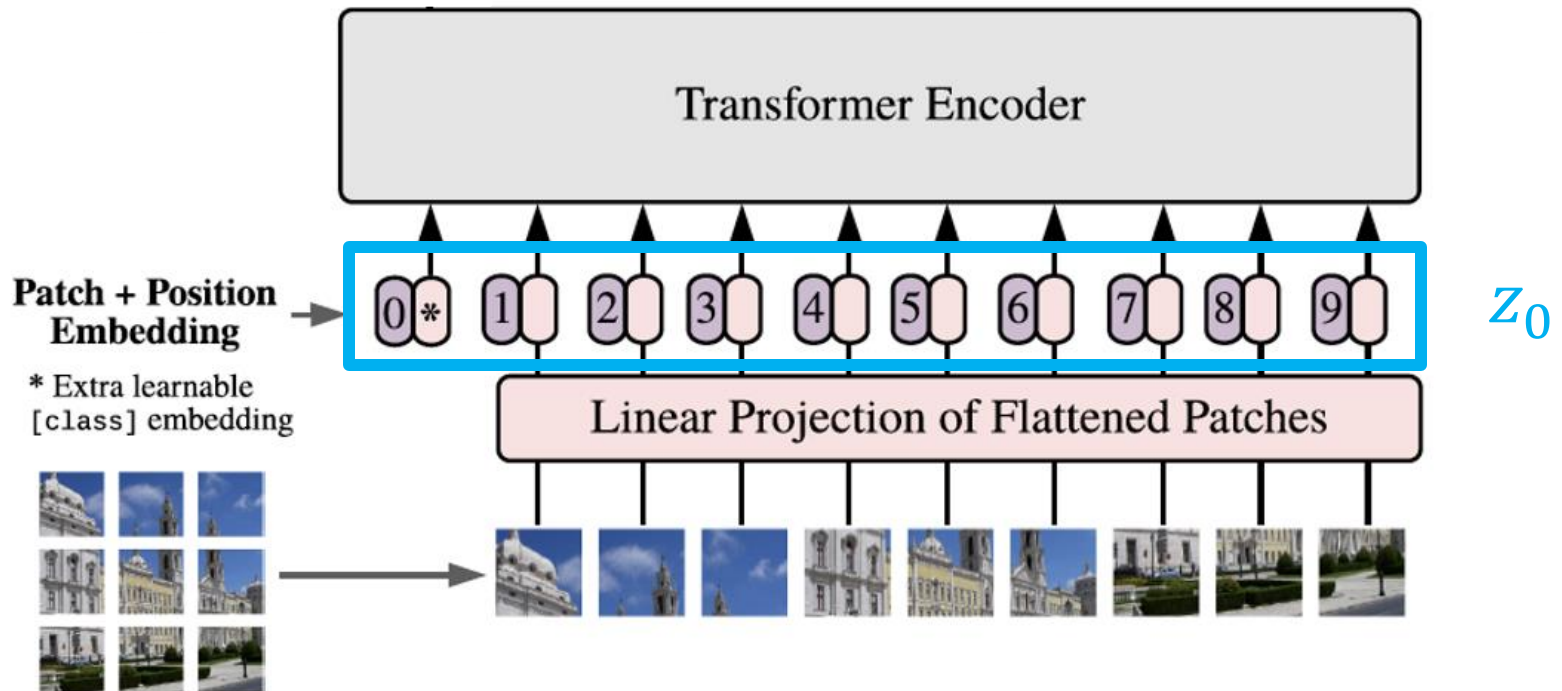 Transformer Encoder
Patch + Position
Embedding
0 * 1 2 3 4 5 6 7 8 9
z0
* Extra learnable
[class] embedding
Linear Projection of Flattened Patches